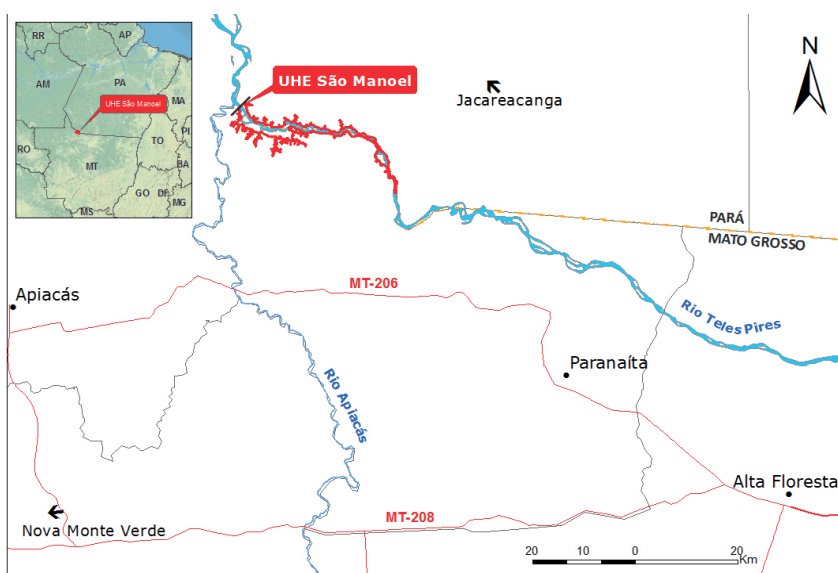 RR
AP
AM
PA
UHE São Manoel
MA
PI
TO
RO
MT
BA
GO
DF
MG
MS
UHE São Manoel
N
Jacareacanga
PARÁ
MATO GROSSO
MT-206
Apiacás
Rio Teles Pires
Paranaíta
Rio Apiacás
Alta Floresta
MT-208
Nova Monte Verde
20 10 0 20
Km